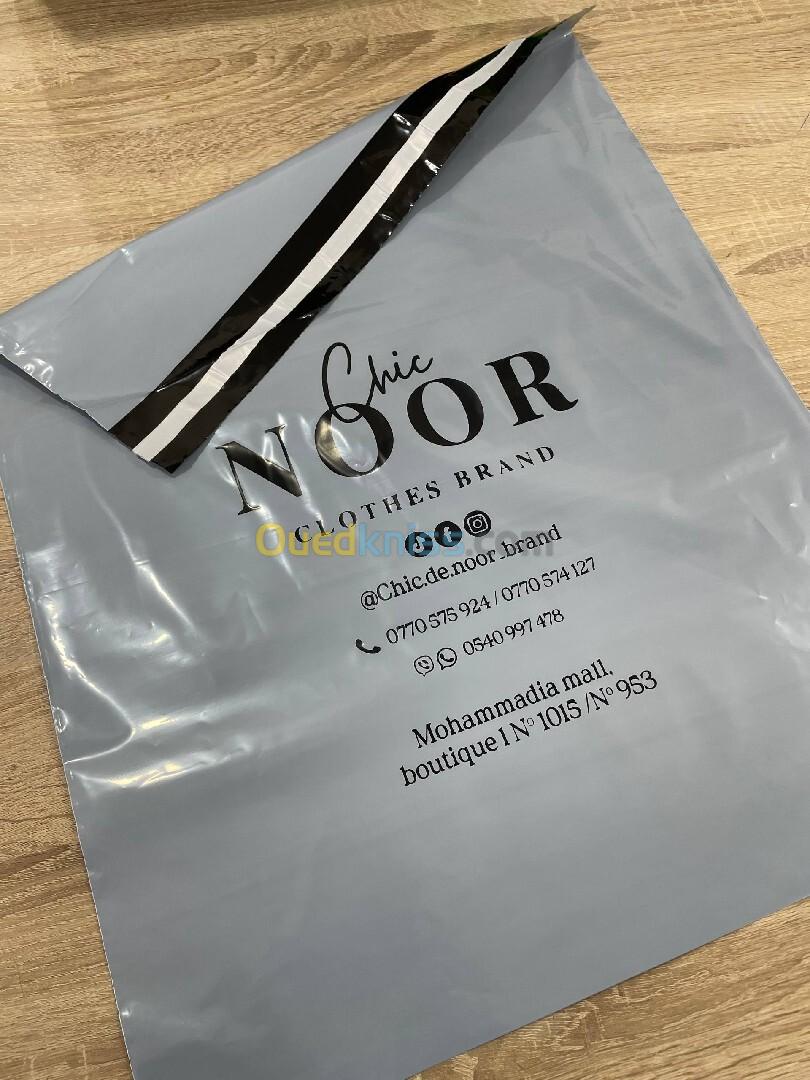 Chic
NOOR
CLOTHES BRAND
Ouedkniss.com
@Chic.de.noor.brand
0770 575 924 / 0770 574 127
0540 997 478
Mohammadia mall,
boutique 1 N° 1015 /N° 953